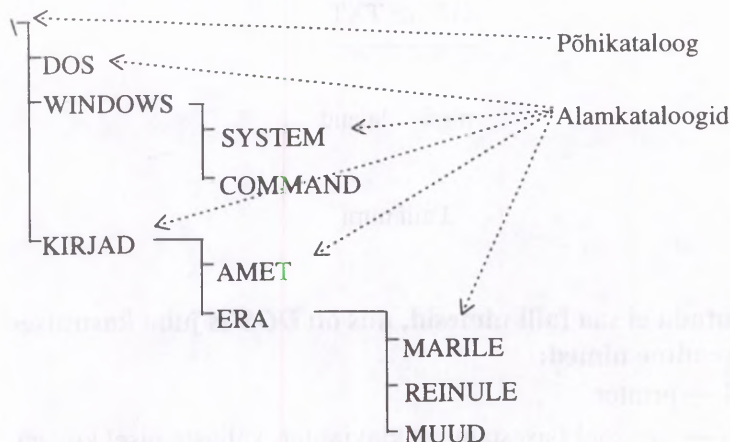 \
Põhikataloog
DOS
WINDOWS
Alamkataloogid
SYSTEM
COMMAND
KIRJAD
AMET
ERA
MARILE
REINULE
MUUD